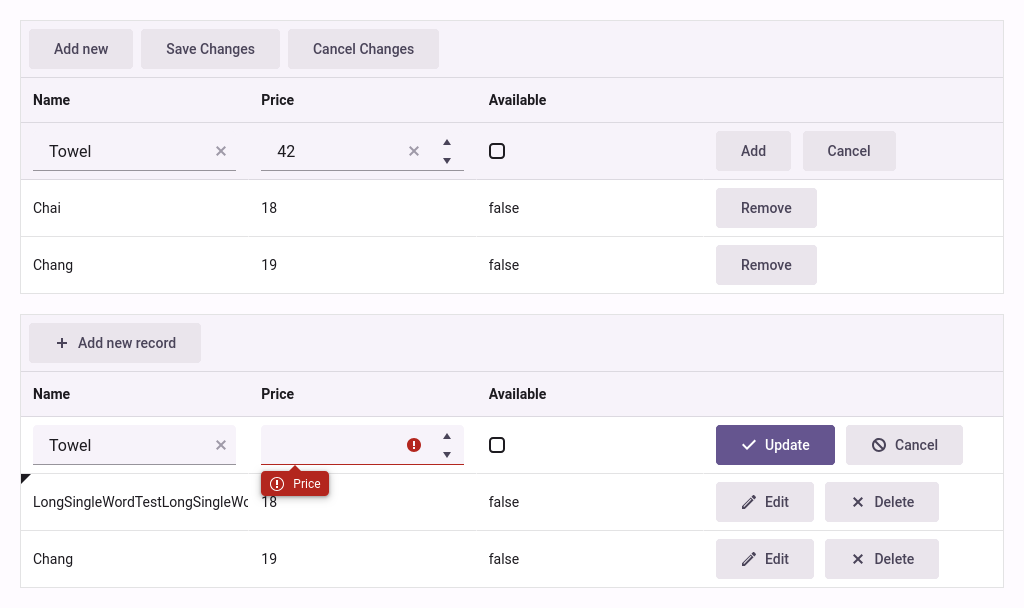 Add new Save Changes Cancel Changes
Name Price Available
Towel 42 Add Cancel
Chai 18 false Remove
Chang 19 false Remove
Add new record
Name Price Available
Towel Update Cancel
Price
LongSingleWordTestLongSingleWo 18 false Edit Delete
Chang 19 false Edit Delete